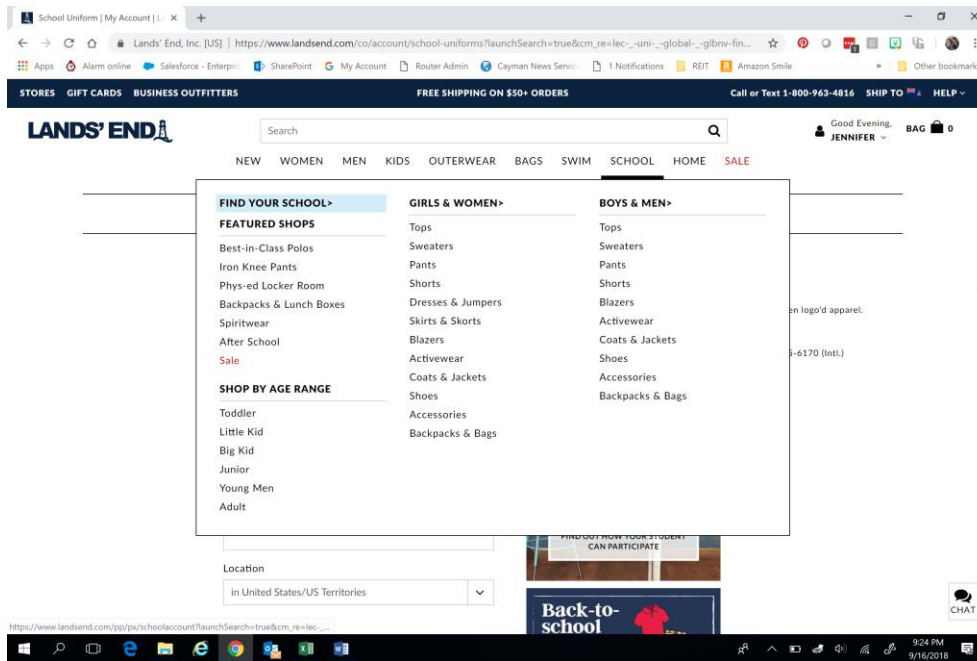 School Uniform | My Account | L
Lands' End, Inc. [US] | https://www.landsend.com/co/account/school-uniforms?launchSearch=true&cm_re=lec-_-uni-_-global-_-glbnv-fin...
Apps Alarm online Salesforce - Enterpris SharePoint My Account Router Admin Cayman News Servic 1 Notifications REIT Amazon Smile » Other bookmark
STORES GIFT CARDS BUSINESS OUTFITTERS FREE SHIPPING ON $50+ ORDERS Call or Text 1-800-963-4816 SHIP TO HELP
LANDS' END Search Good Evening, JENNIFER BAG 0
NEW WOMEN MEN KIDS OUTERWEAR BAGS SWIM SCHOOL HOME SALE
FIND YOUR SCHOOL>
FEATURED SHOPS
Best-in-Class Polos
Iron Knee Pants
Phys-ed Locker Room
Backpacks & Lunch Boxes
Spiritwear
After School
Sale
SHOP BY AGE RANGE
Toddler
Little Kid
Big Kid
Junior
Young Men
Adult
GIRLS & WOMEN>
Tops
Sweaters
Pants
Shorts
Dresses & Jumpers
Skirts & Skorts
Blazers
Activewear
Coats & Jackets
Shoes
Accessories
Backpacks & Bags
BOYS & MEN>
Tops
Sweaters
Pants
Shorts
Blazers
Activewear
Coats & Jackets
Shoes
Accessories
Backpacks & Bags
en logo'd apparel.
5-6170 (Intl.)
FIND OUT HOW YOUR STUDENT
CAN PARTICIPATE
Location
in United States/US Territories
Back-to-
school
CHAT
https://www.landsend.com/pp/px/schoolaccount?launchSearch=true&cm_re=lec-_...
9:24 PM
9/16/2018